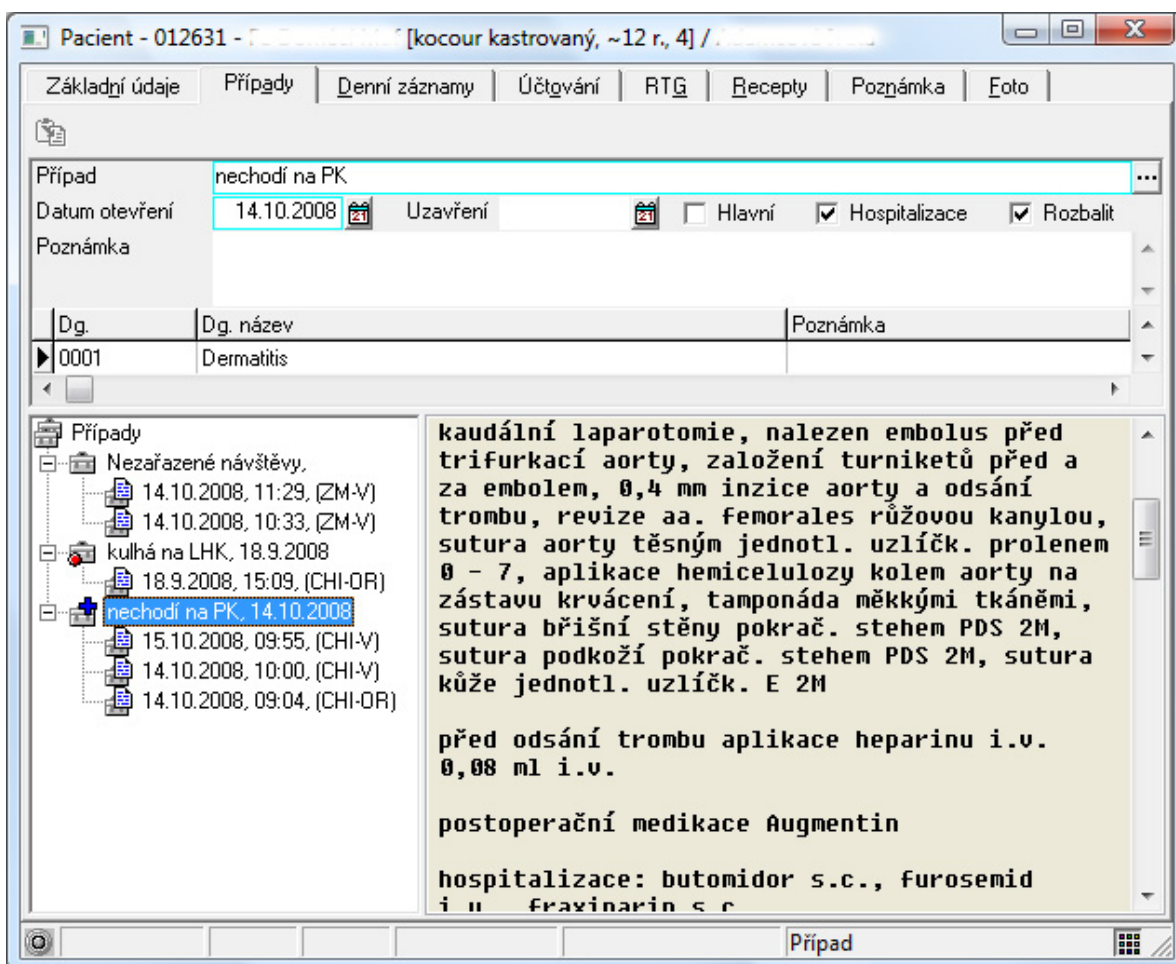 Pacient - 012631 - [kocour kastrovaný, ~12 r., 4] /
Základní údaje Případy Denní záznamy Účtování RTG Recepty Poznámka Foto
Případ nechodí na PK ...
Datum otevření 14.10.2008 21 Uzavření 21 Hlavní Hospitalizace Rozbalit
Poznámka
Dg. Dg. název Poznámka
0001 Dermatitis
Případy
Nezařazené návštěvy,
14.10.2008, 11:29, (ZM-V)
14.10.2008, 10:33, (ZM-V)
kulhá na LHK, 18.9.2008
18.9.2008, 15:09, (CHI-OR)
nechodí na PK, 14.10.2008
15.10.2008, 09:55, (CHI-V)
14.10.2008, 10:00, (CHI-V)
14.10.2008, 09:04, (CHI-OR)
kaudální laparotomie, nalezen embolus před
trifurkací aorty, založení turniketů před a
za embolem, 0,4 mm inzice aorty a odsání
trombu, revize aa. femorales růžovou kanylou,
sutura aorty těsným jednotl. uzlíčk. prolenem
0 - 7, aplikace hemicelulozy kolem aorty na
zástavu krvácení, tamponáda měkkými tkáněmi,
sutura břišní stěny pokrač. stehem PDS 2M,
sutura podkoží pokrač. stehem PDS 2M, sutura
kůže jednotl. uzlíčk. E 2M
před odsání trombu aplikace heparinu i.v.
0,08 ml i.v.
postoperační medikace Augmentin
hospitalizace: butomidor s.c., furosemid
i.v., fraxiparin s.c.
Případ